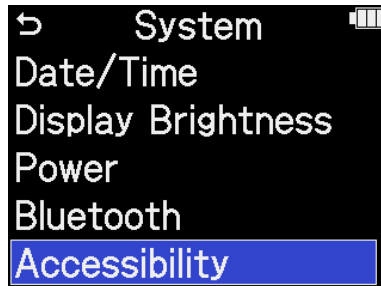 System
Date/Time
Display Brightness
Power
Bluetooth
Accessibility